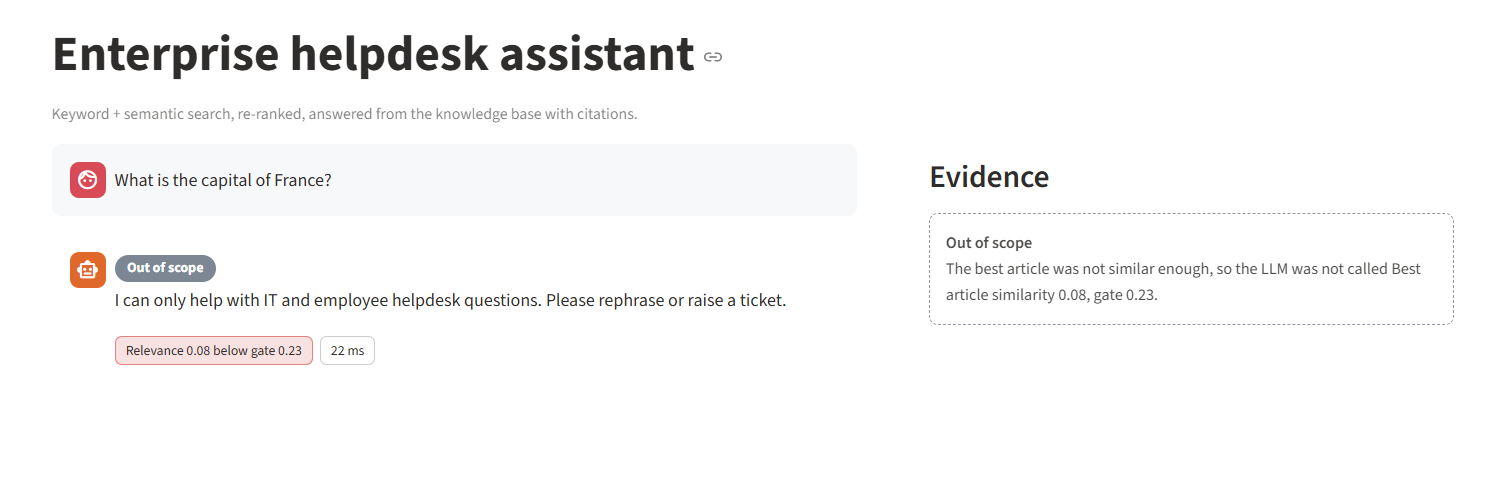 Enterprise helpdesk assistant
Keyword + semantic search, re-ranked, answered from the knowledge base with citations.
What is the capital of France?
Out of scope
I can only help with IT and employee helpdesk questions. Please rephrase or raise a ticket.
Relevance 0.08 below gate 0.23
22 ms
Evidence
Out of scope
The best article was not similar enough, so the LLM was not called Best
article similarity 0.08, gate 0.23.